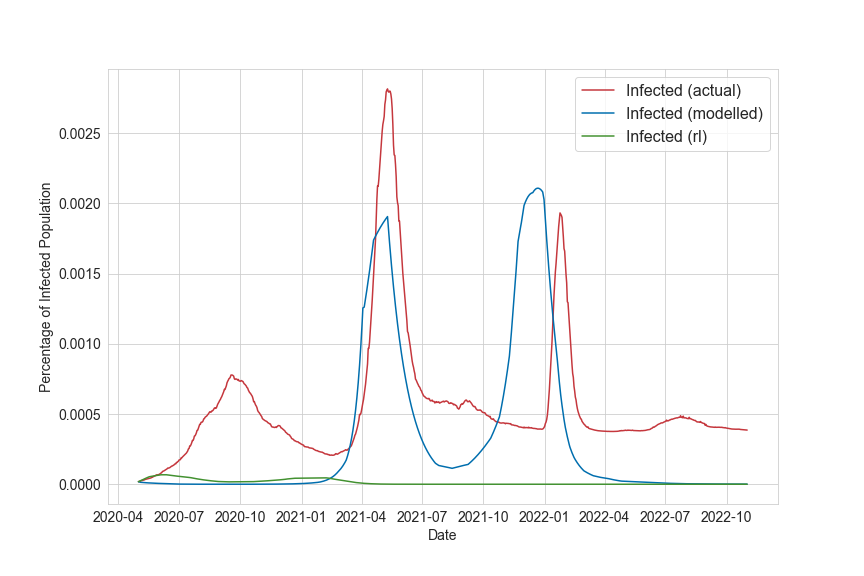 Infected (actual)
Infected (modelled)
Infected (rl)
Percentage of Infected Population
0.0025
0.0020
0.0015
0.0010
0.0005
0.0000
2020-04 2020-07 2020-10 2021-01 2021-04 2021-07 2021-10 2022-01 2022-04 2022-07 2022-10
Date